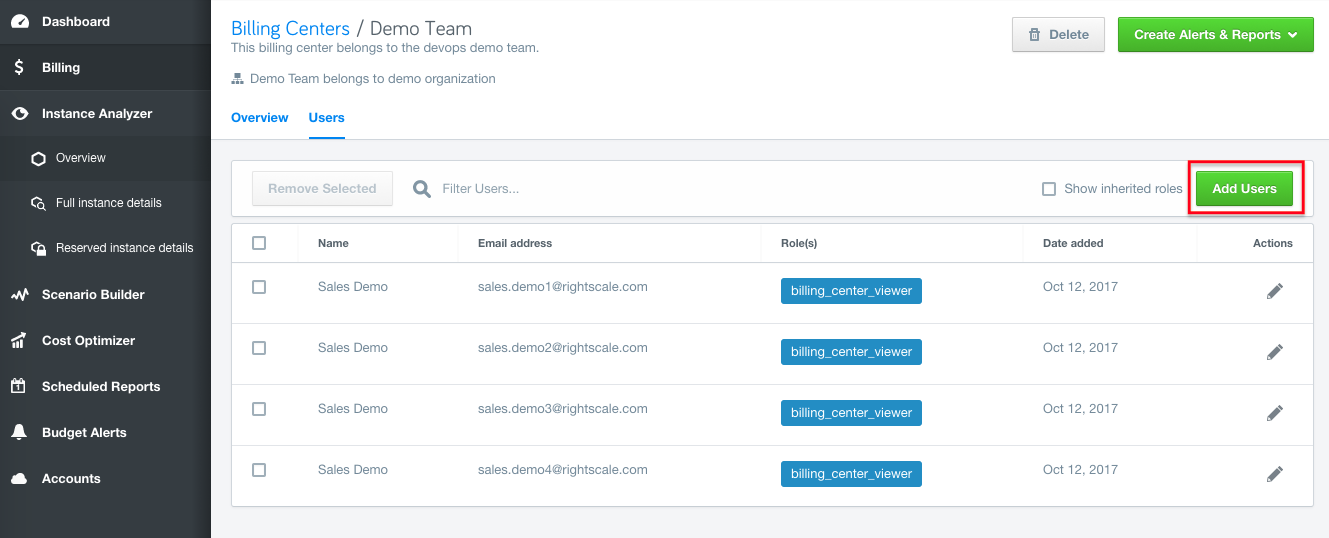 Dashboard
Billing
Instance Analyzer
Overview
Full instance details
Reserved instance details
Scenario Builder
Cost Optimizer
1
Scheduled Reports
Budget Alerts
Accounts
Billing Centers / Demo Team
This billing center belongs to the devops demo team.
Demo Team belongs to demo organization
Delete
Create Alerts & Reports
Overview Users
Remove Selected Filter Users... Show inherited roles Add Users
Name Email address Role(s) Date added Actions
Sales Demo sales.demo1@rightscale.com billing_center_viewer Oct 12, 2017
Sales Demo sales.demo2@rightscale.com billing_center_viewer Oct 12, 2017
Sales Demo sales.demo3@rightscale.com billing_center_viewer Oct 12, 2017
Sales Demo sales.demo4@rightscale.com billing_center_viewer Oct 12, 2017